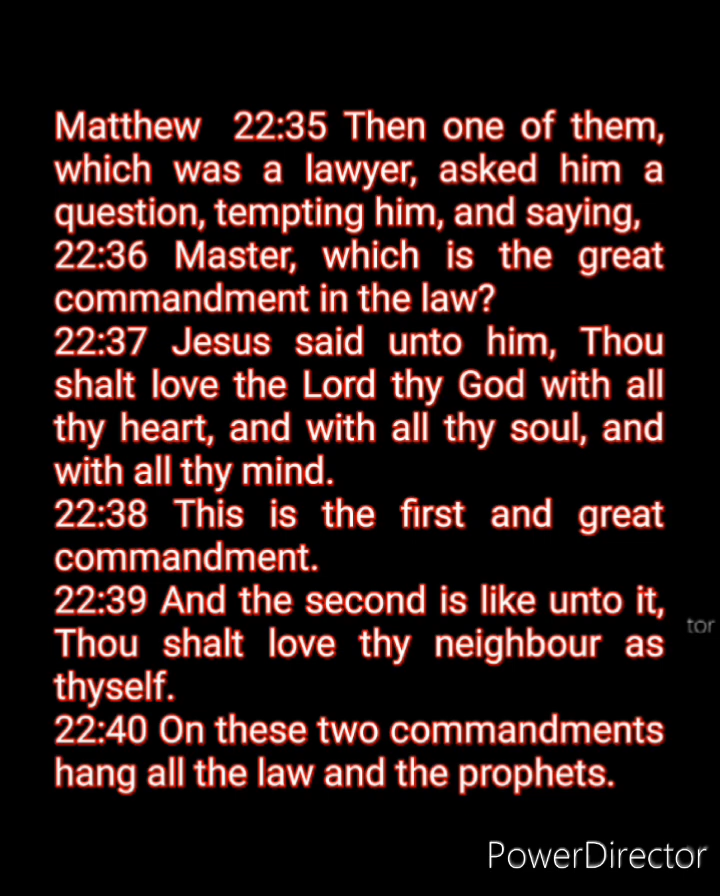 Matthew 22:35 Then one of them,
which was a lawyer, asked him a
question, tempting him, and saying,
22:36 Master, which is the great
commandment in the law?
22:37 Jesus said unto him, Thou
shalt love the Lord thy God with all
thy heart, and with all thy soul, and
with all thy mind.
22:38 This is the first and great
commandment.
22:39 And the second is like unto it,
tor
Thou shalt love thy neighbour as
thyself.
22:40 On these two commandments
hang all the law and the prophets.
PowerDirector